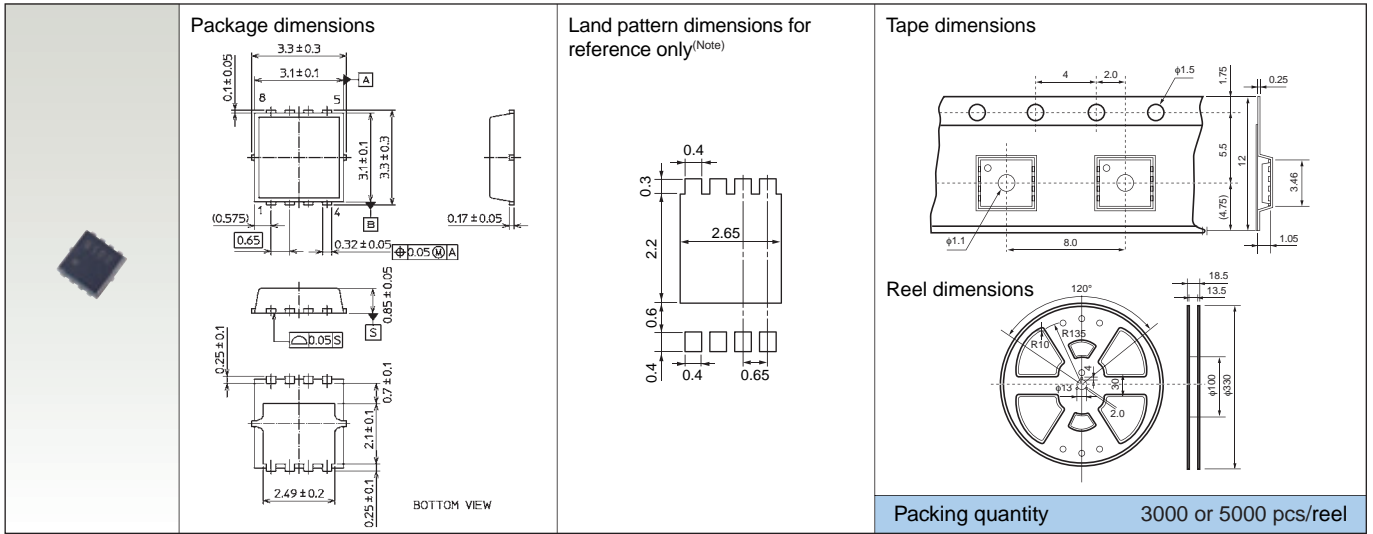 Package dimensions
3.3±0.3
3.1±0.1
A
0.1±0.05
8
5
3.1±0.1
3.3±0.3
1
4
B
(0.575)
0.65
0.32±0.05
0.05 Ⓜ A
0.17±0.05
0.85±0.05
S
0.05 S
0.25±0.1
0.7±0.1
2.1±0.1
0.25±0.1
2.49±0.2
BOTTOM VIEW
Land pattern dimensions for
reference only(Note)
0.4
0.3
2.65
2.2
0.6
0.4
0.4
0.65
Tape dimensions
4
2.0
φ1.5
1.75
0.25
5.5
12
3.46
(4.75)
φ1.1
8.0
1.05
Reel dimensions
120°
18.5
13.5
R135
R10
4
φ13
30
2.0
φ100
φ330
Packing quantity
3000 or 5000 pcs/reel